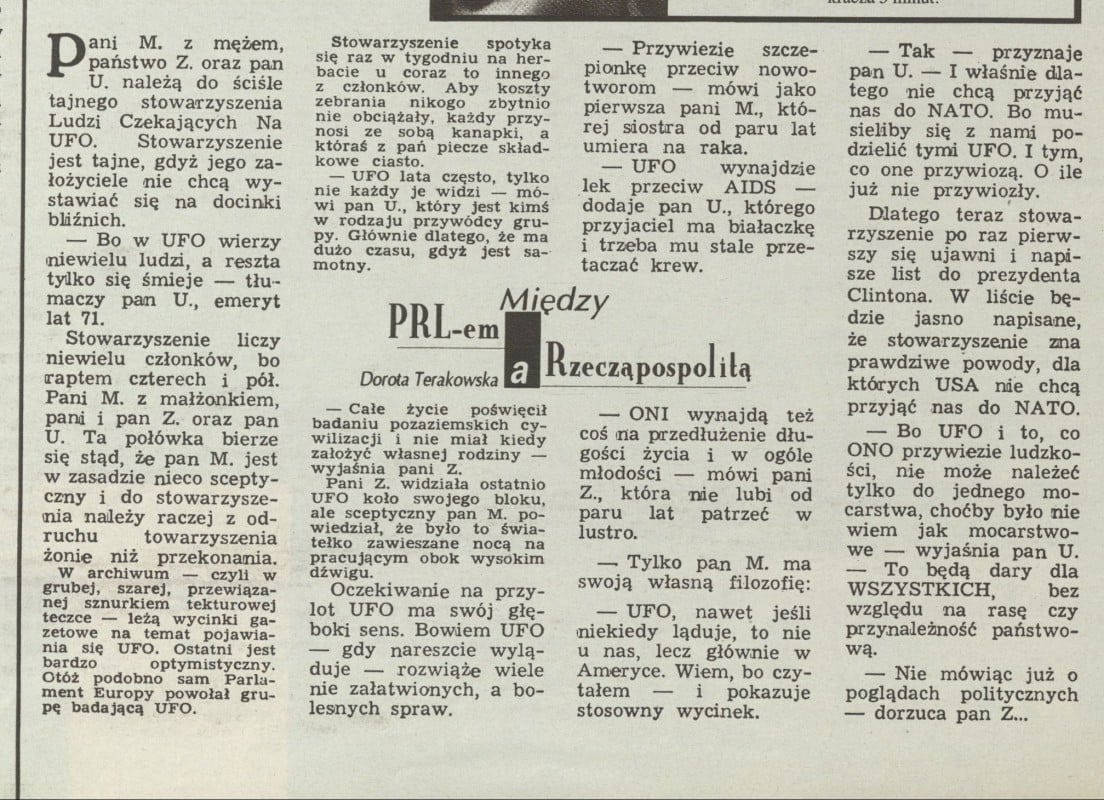 Pani M. z mężem,
państwo Z. oraz pan
U. należą do ściśle
tajnego stowarzyszenia
Ludzi Czekających Na
UFO. Stowarzyszenie
jest tajne, gdyż jego za-
łożyciele nie chcą wy-
stawiać się na docinki
bliźnich.
— Bo w UFO wierzy
niewielu ludzi, a reszta
tylko się śmieje — tłu-
maczy pan U., emeryt
lat 71.
Stowarzyszenie liczy
niewielu członków, bo
raptem czterech i pół.
Pani M. z małżonkiem,
pani i pan Z. oraz pan
U. Ta połówka bierze
się stąd, że pan M. jest
w zasadzie nieco scepty-
czny i do stowarzysze-
nia należy raczej z od-
ruchu towarzyszenia
żonie niż przekonania.
W archiwum — czyli w
grubej, szarej, przewiąza-
nej sznurkiem tekturowej
teczce — leżą wycinki ga-
zetowe na temat pojawia-
nia się UFO. Ostatni jest
bardzo optymistyczny.
Otóż podobno sam Parla-
ment Europy powołał gru-
pę badającą UFO.
Stowarzyszenie spotyka
się raz w tygodniu na her-
bacie u coraz to innego
z członków. Aby koszty
zebrania nikogo zbytnio
nie obciążały, każdy przy-
nosi ze sobą kanapki, a
któraś z pań piecze skład-
kowe ciasto.
— UFO lata często, tylko
nie każdy je widzi — mó-
wi pan U., który jest kimś
w rodzaju przywódcy gru-
py. Głównie dlatego, że ma
dużo czasu, gdyż jest sa-
motny.
Między
PRL-em
a Rzecząpospolitą
Dorota Terakowska
— Całe życie poświęcił
badaniu pozaziemskich cy-
wilizacji i nie miał kiedy
założyć własnej rodziny —
wyjaśnia pani Z.
Pani Z. widziała ostatnio
UFO koło swojego bloku,
ale sceptyczny pan M. po-
wiedział, że było to świa-
tełko zawieszane nocą na
pracującym obok wysokim
dźwigu.
Oczekiwanie na przy-
lot UFO ma swój głę-
boki sens. Bowiem UFO
— gdy nareszcie wylą-
duje — rozwiąże wiele
nie załatwionych, a bo-
lesnych spraw.
— Przywiezie szcze-
pionkę przeciw nowo-
tworom — mówi jako
pierwsza pani M., któ-
rej siostra od paru lat
umiera na raka.
— UFO wynajdzie
lek przeciw AIDS —
dodaje pan U., którego
przyjaciel ma białaczkę
i trzeba mu stale prze-
taczać krew.
— ONI wynajdą też
coś na przedłużenie dłu-
gości życia i w ogóle
młodości — mówi pani
Z., która nie lubi od
paru lat patrzeć w
lustro.
— Tylko pan M. ma
swoją własną filozofię:
— UFO, nawet jeśli
niekiedy ląduje, to nie
u nas, lecz głównie w
Ameryce. Wiem, bo czy-
tałem — i pokazuje
stosowny wycinek.
— Tak — przyznaje
pan U. — I właśnie dla-
tego nie chcą przyjąć
nas do NATO. Bo mu-
sieliby się z nami po-
dzielić tymi UFO. I tym,
co one przywiozą. O ile
już nie przywiozły.
Dlatego teraz stowa-
rzyszenie po raz pierw-
szy się ujawni i napi-
sze list do prezydenta
Clintona. W liście bę-
dzie jasno napisane,
że stowarzyszenie zna
prawdziwe powody, dla
których USA nie chcą
przyjąć nas do NATO.
— Bo UFO i to, co
ONO przywiezie ludzko-
ści, nie może należeć
tylko do jednego mo-
carstwa, choćby było nie
wiem jak mocarstwo-
we — wyjaśnia pan U.
— To będą dary dla
WSZYSTKICH, bez
względu na rasę czy
przynależność państwo-
wą.
— Nie mówiąc już o
poglądach politycznych
— dorzuca pan Z...